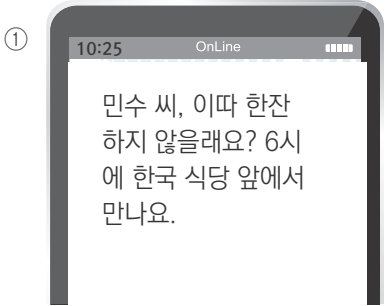 ①
10:25 OnLine
민수 씨, 이따 한잔
하지 않을래요? 6시
에 한국 식당 앞에서
만나요.